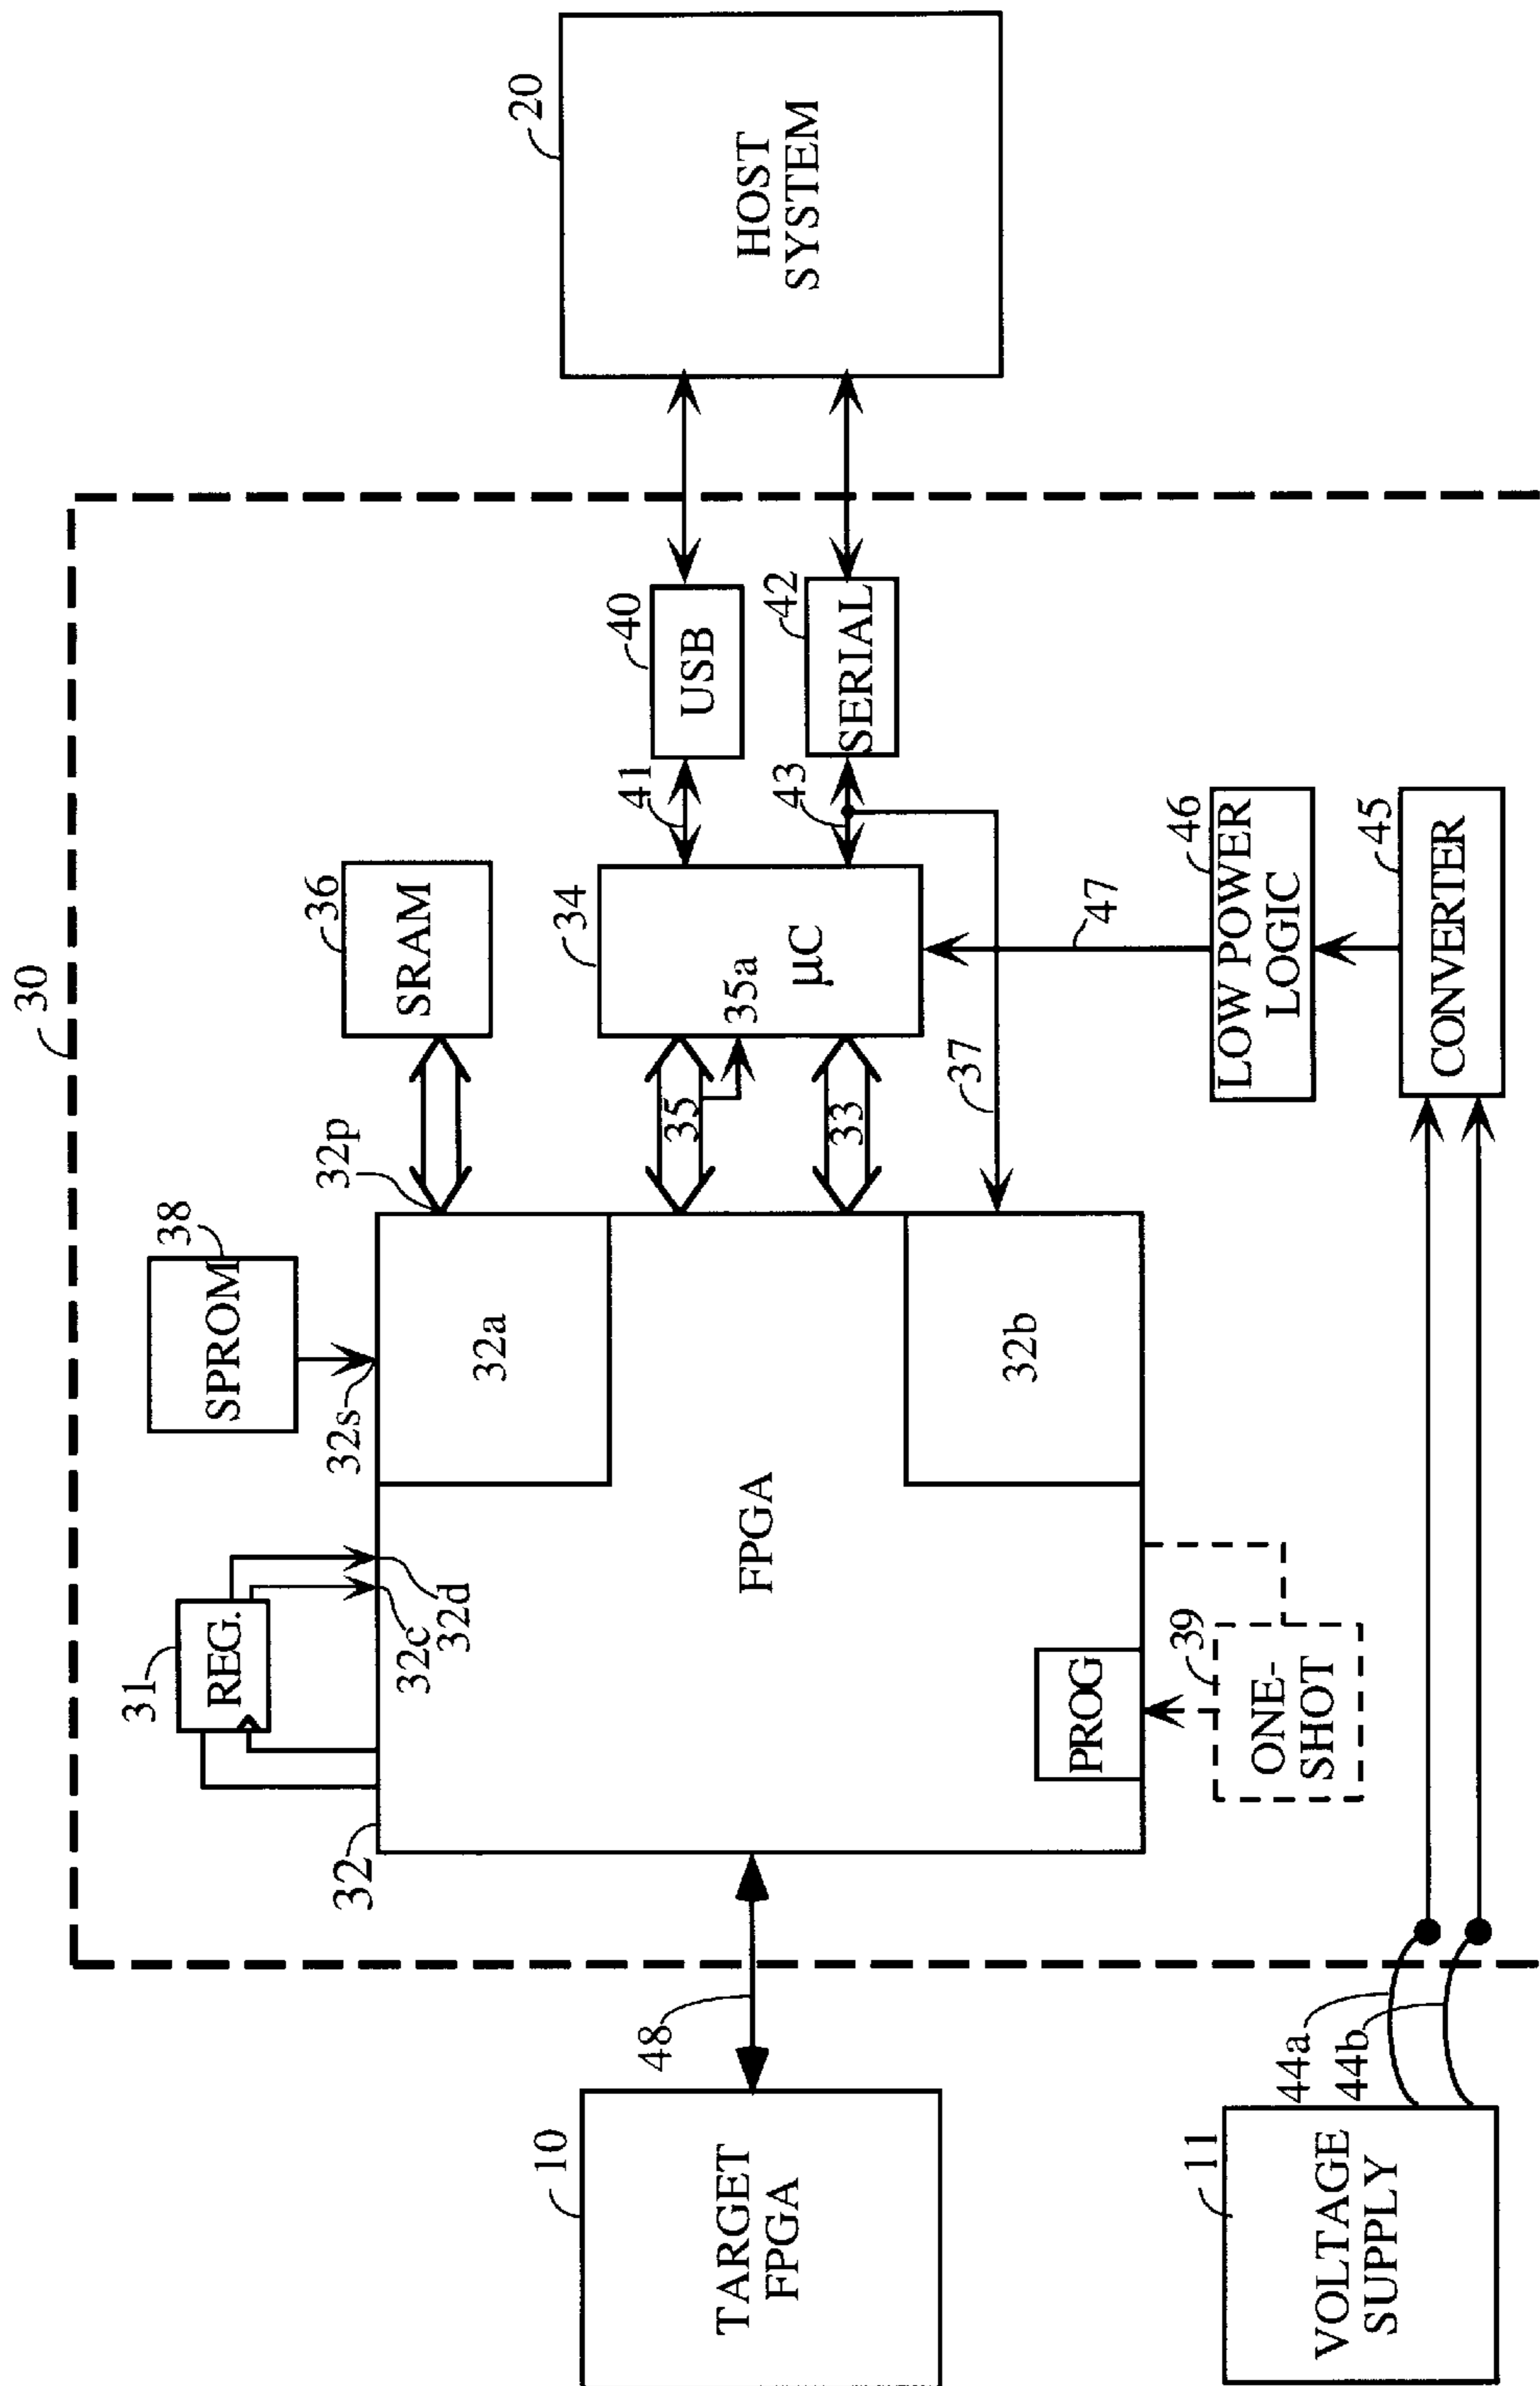 30
31
REG.
SPROM
38
36
SRAM
32
32c
32d
32s
32p
20
HOST
SYSTEM
10
TARGET
FPGA
48
FPGA
32a
35
35a
34
µC
41
40
USB
33
43
42
SERIAL
32b
37
PROG
39
ONE-
SHOT
47
46
LOW POWER
LOGIC
45
CONVERTER
44a
44b
11
VOLTAGE
SUPPLY